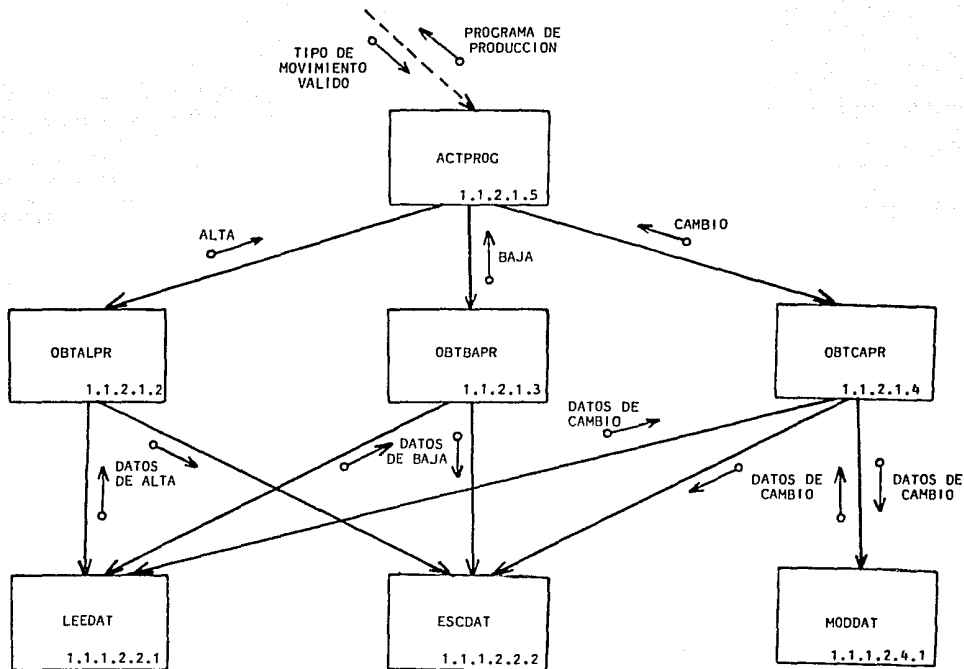 PROGRAMA DE
PRODUCCION
TIPO DE
MOVIMIENTO
VALIDO
ACTPROG
1.1.2.1.5
ALTA
BAJA
CAMBIO
OBTALPR
1.1.2.1.2
OBTBAPR
1.1.2.1.3
OBTCAPR
1.1.2.1.4
DATOS
DE ALTA
DATOS
DE BAJA
DATOS DE
CAMBIO
DATOS DE
CAMBIO
DATOS DE
CAMBIO
LEEDAT
1.1.1.2.2.1
ESCDAT
1.1.1.2.2.2
MODDAT
1.1.1.2.4.1